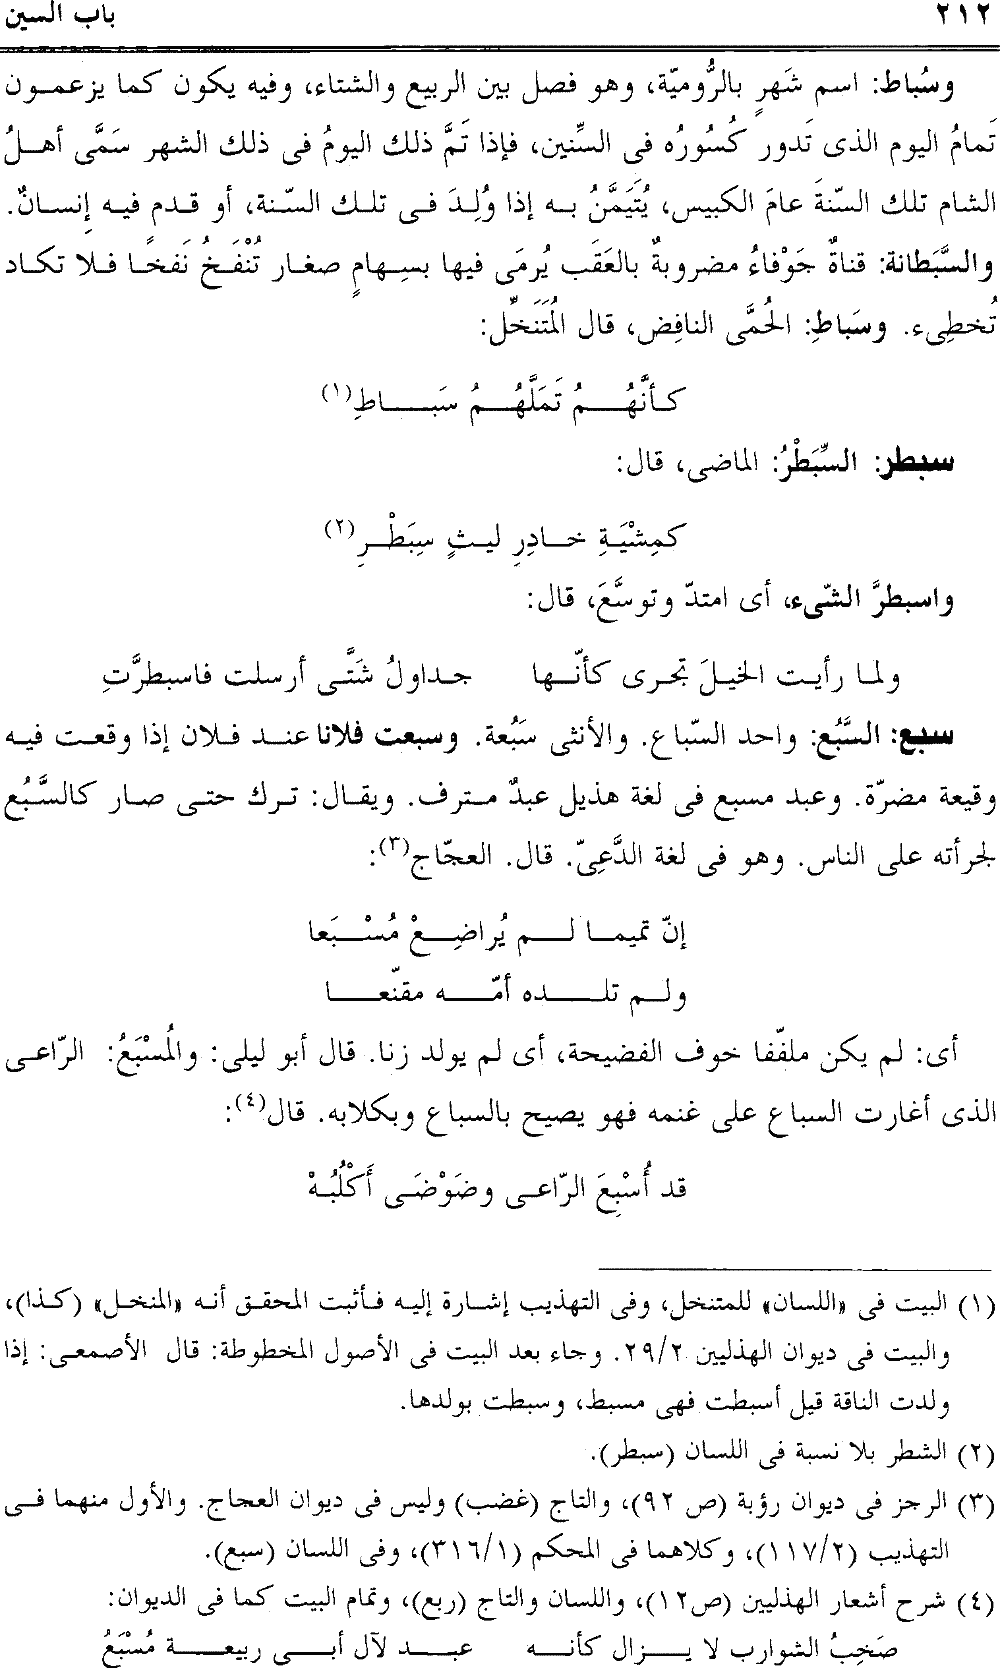 ٢١٢ باب السين
وسُباط: اسم شَهرٍ بالرُّوميّة، وهو فصل بين الربيع والشتاء، وفيه يكون كما يزعمون
تَمامُ اليوم الذى تَدور كُسُورُه فى السِّنين، فإذا تَمَّ ذلك اليومُ فى ذلك الشهر سَمَّى أهلُ
الشام تلك السّنةَ عامَ الكبيس، يُتَيَمَّنُ به إذا وُلِدَ فى تلك السّنة، أو قدم فيه إنسانٌ.
والسَّبَطانة: قناةٌ جَوْفاءُ مضروبةٌ بالعَقَب يُرمَى فيها بسِهامٍ صغار تُنْفَخُ نَفخًا فلا تكاد
تُخطِىء. وسَباطِ: الحُمَّى النافِض، قال المُتَنَخِّل:
كأنَّهُمُ تَمَلَّهُمُ سَبَاطِ(١)
سبطر: السِّبَطْرُ: الماضى، قال:
كمِشْيَةِ خادِرِ ليثٍ سِبَطْرِ(٢)
واسبطرَّ الشّىء، أى امتدّ وتوسَّعَ، قال:
ولما رأيت الخيلَ تجرى كأنّها جداولُ شَتَّى أرسلت فاسبطرَّتِ
سبع: السَّبُع: واحد السّباع. والأنثى سَبُعة. وسبعت فلانا عند فلان إذا وقعت فيه
وقيعة مضرّة. وعبد مسبع فى لغة هذيل عبدٌ مترف. ويقال: ترك حتى صار كالسَّبُع
لجرأته على الناس. وهو فى لغة الدَّعِىّ. قال. العجّاج(٣):
إنّ تميما لم يُراضِعْ مُسْبَعا
ولم تلده أمّه مقنّعا
أى: لم يكن ملفّفا خوف الفضيحة، أى لم يولد زنا. قال أبو ليلى: والمُسْبَعُ: الرّاعى
الذى أغارت السباع على غنمه فهو يصيح بالسباع وبكلابه. قال(٤):
قد أُسْبِعَ الرّاعى وضَوْضَى أَكْلُبُهْ
(١) البيت فى «اللسان» للمتنخل، وفى التهذيب إشارة إليه فأثبت المحقق أنه «المنخل» (كذا)،
والبيت فى ديوان الهذليين ٢/٢٩. وجاء بعد البيت فى الأصول المخطوطة: قال الأصمعى: إذا
ولدت الناقة قيل أسبطت فهى مسبط، وسبطت بولدها.
(٢) الشطر بلا نسبة فى اللسان (سبطر).
(٣) الرجز فى ديوان رؤبة (ص ٩٢)، والتاج (غضب) وليس فى ديوان العجاج. والأول منهما فى
التهذيب (٢/١١٧)، وكلاهما فى المحكم (١/٣١٦)، وفى اللسان (سبع).
(٤) شرح أشعار الهذليين (ص١٢)، واللسان والتاج (ربع)، وتمام البيت كما فى الديوان:
صَخِبُ الشوارب لا يزال كأنه عبد لآل أبى ربيعة مُسْبَعُ